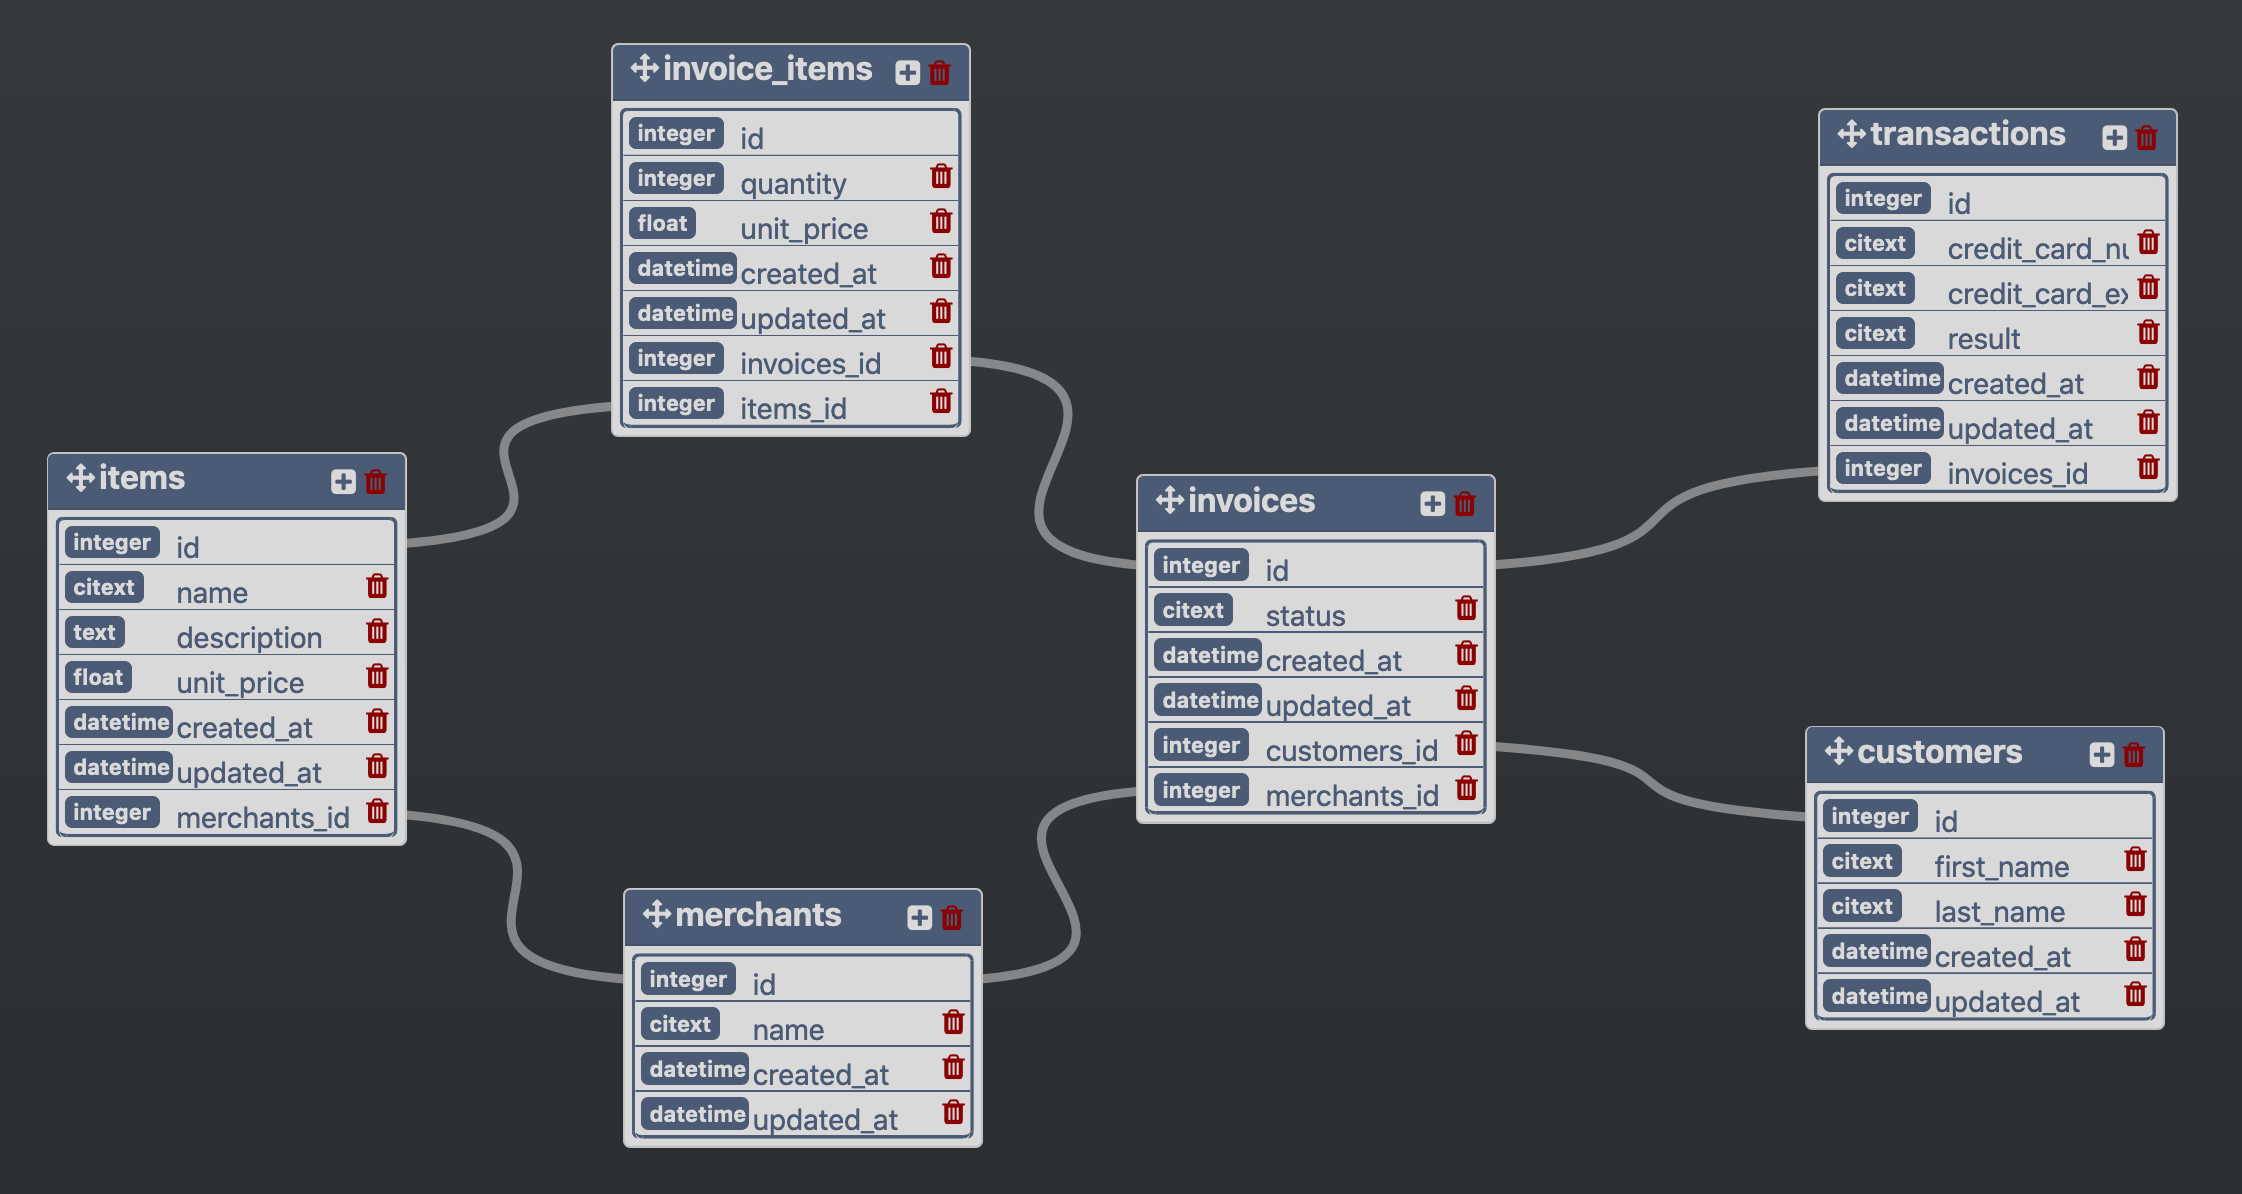 invoice_items
integer id
integer quantity
float unit_price
datetime created_at
datetime updated_at
integer invoices_id
integer items_id
transactions
integer id
citext credit_card_nu
citext credit_card_ex
citext result
datetime created_at
datetime updated_at
integer invoices_id
items
integer id
citext name
text description
float unit_price
datetime created_at
datetime updated_at
integer merchants_id
invoices
integer id
citext status
datetime created_at
datetime updated_at
integer customers_id
integer merchants_id
customers
integer id
citext first_name
citext last_name
datetime created_at
datetime updated_at
merchants
integer id
citext name
datetime created_at
datetime updated_at